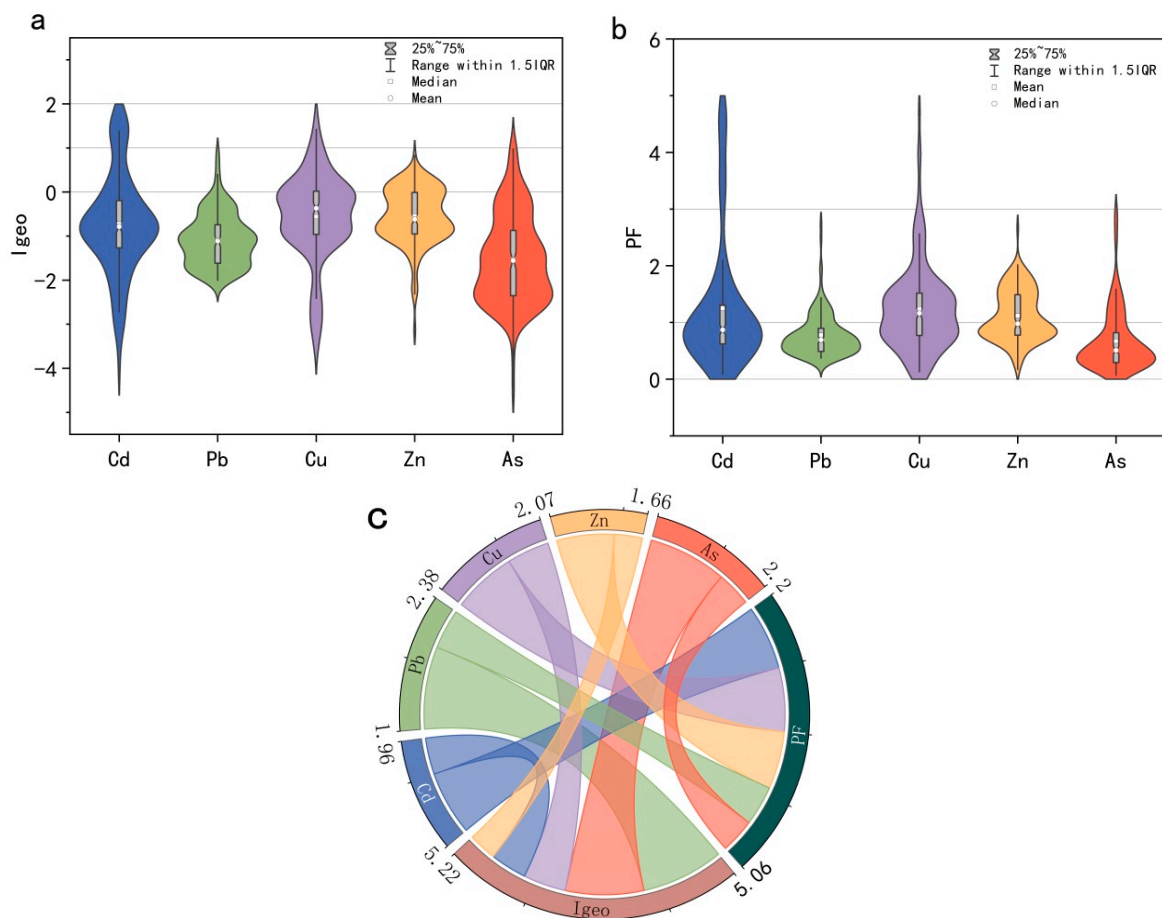 a
25%~75%
Range within 1.5IQR
Median
Mean
2
0
−2
−4
Igeo
Cd Pb Cu Zn As
b
25%~75%
Range within 1.5IQR
Mean
Median
6
4
2
0
PF
Cd Pb Cu Zn As
c
2.07
Zn
1.66
Cu
As
2.38
2.2
Pb
PF
1.96
Cd
5.22
Igeo
5.06